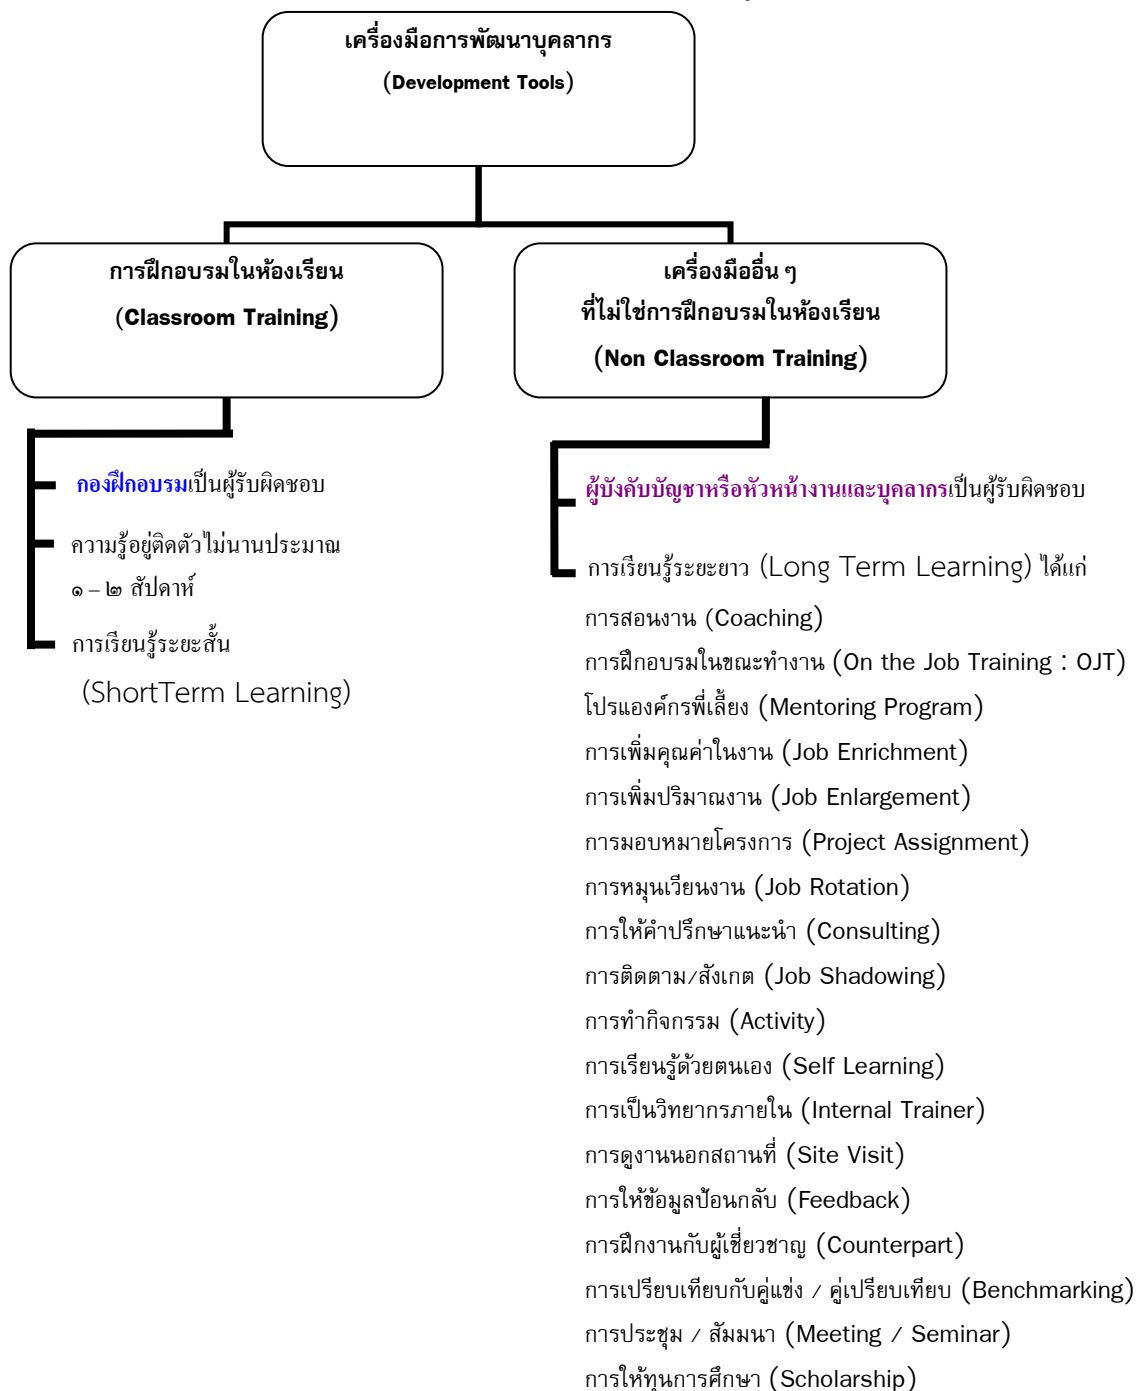 เครื่องมือการพัฒนาบุคลากร
(Development Tools)
การฝึกอบรมในห้องเรียน
(Classroom Training)
เครื่องมืออื่น ๆ
ที่ไม่ใช่การฝึกอบรมในห้องเรียน
(Non Classroom Training)
กองฝึกอบรมเป็นผู้รับผิดชอบ
ความรู้อยู่ติดตัวไม่นานประมาณ
๑ – ๒ สัปดาห์
การเรียนรู้ระยะสั้น
(ShortTerm Learning)
ผู้บังคับบัญชาหรือหัวหน้างานและบุคลากรเป็นผู้รับผิดชอบ
การเรียนรู้ระยะยาว (Long Term Learning) ได้แก่
การสอนงาน (Coaching)
การฝึกอบรมในขณะทำงาน (On the Job Training : OJT)
โปรแองค์กรพี่เลี้ยง (Mentoring Program)
การเพิ่มคุณค่าในงาน (Job Enrichment)
การเพิ่มปริมาณงาน (Job Enlargement)
การมอบหมายโครงการ (Project Assignment)
การหมุนเวียนงาน (Job Rotation)
การให้คำปรึกษาแนะนำ (Consulting)
การติดตาม/สังเกต (Job Shadowing)
การทำกิจกรรม (Activity)
การเรียนรู้ด้วยตนเอง (Self Learning)
การเป็นวิทยากรภายใน (Internal Trainer)
การดูงานนอกสถานที่ (Site Visit)
การให้ข้อมูลป้อนกลับ (Feedback)
การฝึกงานกับผู้เชี่ยวชาญ (Counterpart)
การเปรียบเทียบกับคู่แข่ง / คู่เปรียบเทียบ (Benchmarking)
การประชุม / สัมมนา (Meeting / Seminar)
การให้ทุนการศึกษา (Scholarship)